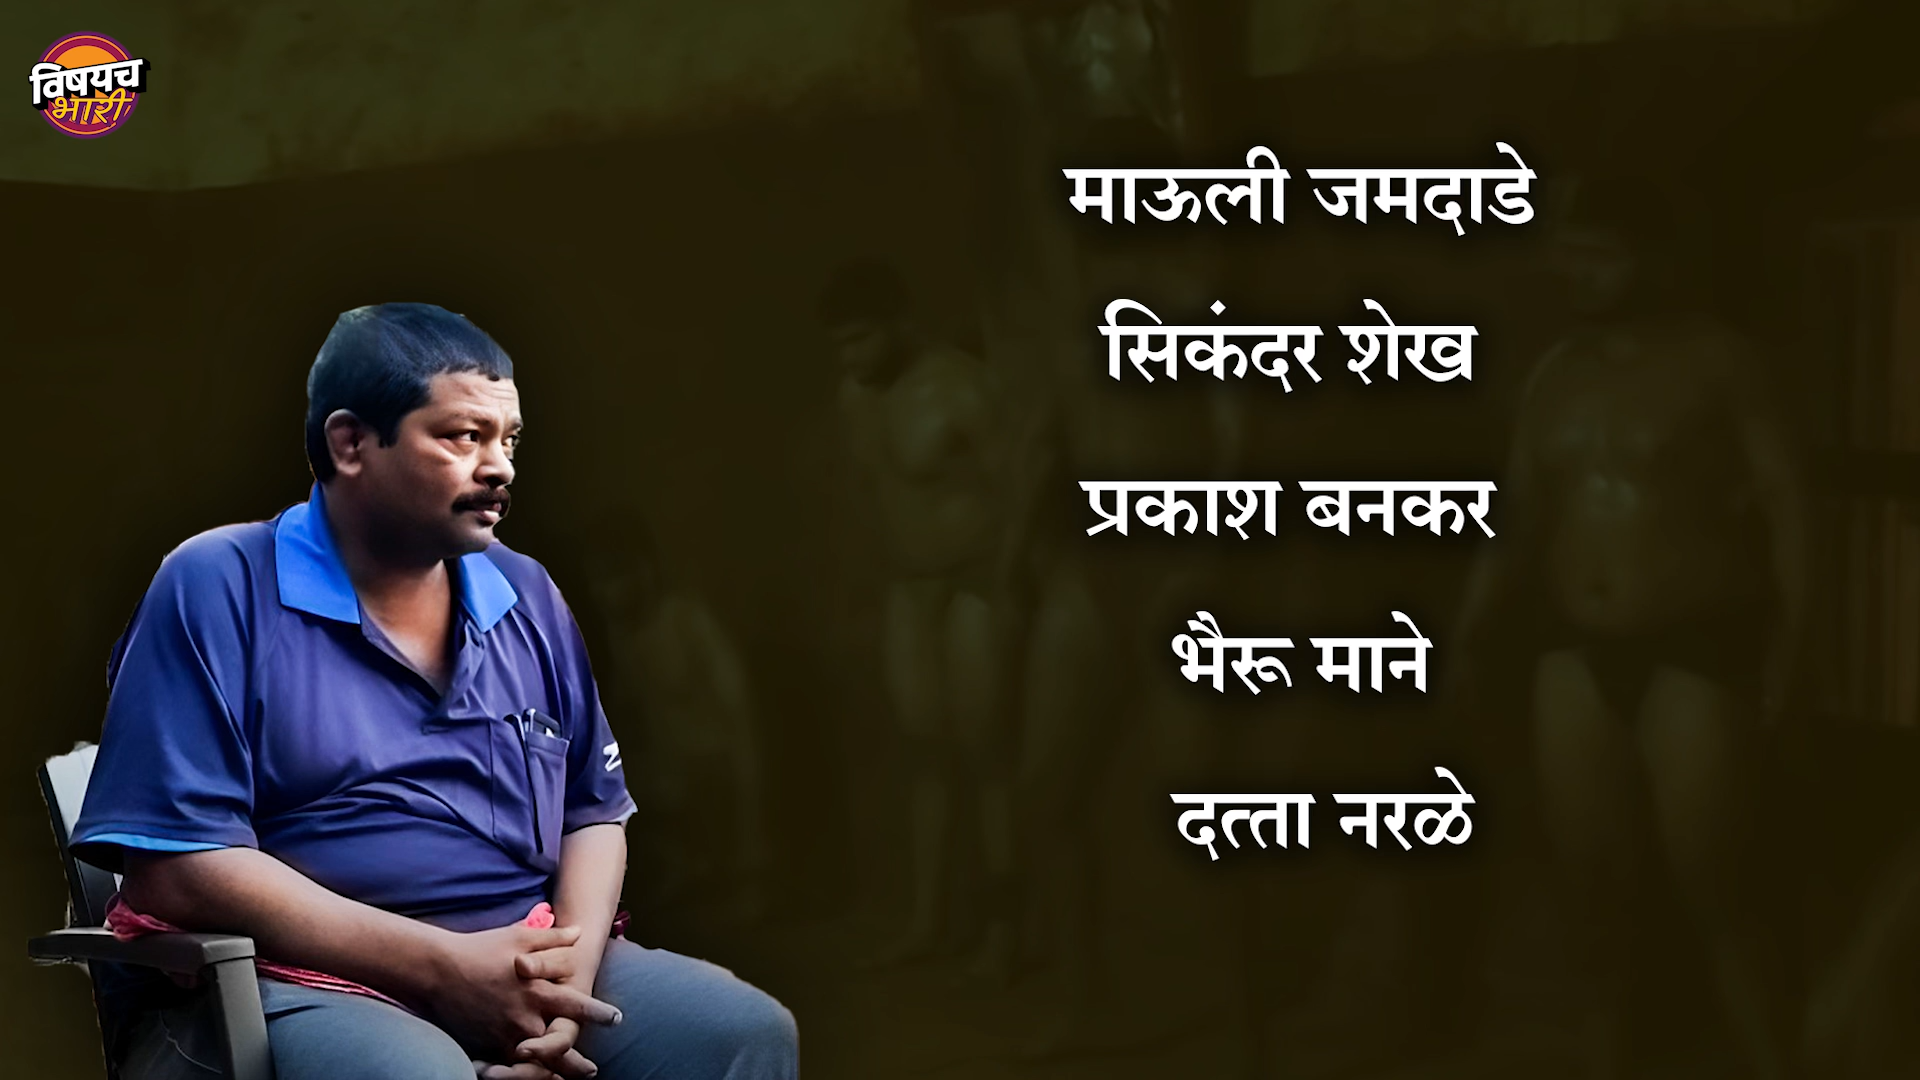 विषयच
भारी
माऊली जमदाडे
सिकंदर शेख
प्रकाश बनकर
भैरू माने
दत्ता नरळे